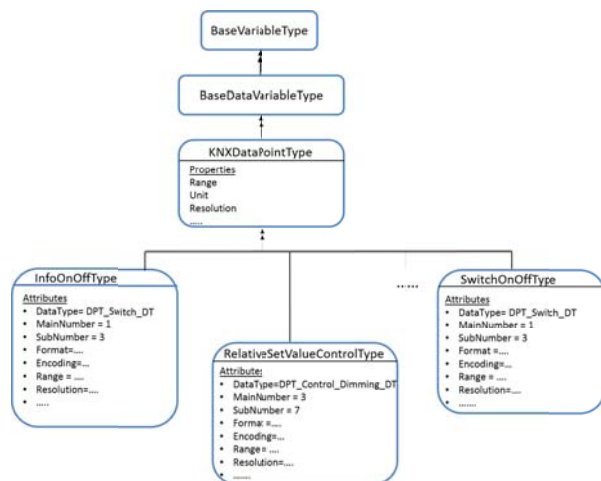 BaseVariableType
BaseDataVariableType
KNXDataPointType
Properties
Range
Unit
Resolution
.....
InfoOnOffType
Attributes
• DataType= DPT_Switch_DT
• MainNumber = 1
• SubNumber = 3
• Format=....
• Encoding=...
• Range = ....
• Resolution=....
• .....
......
SwitchOnOffType
Attributes
• DataType= DPT_Switch_DT
• MainNumber = 1
• SubNumber = 3
• Format =....
• Encoding=...
• Range = ....
• Resolution=....
• .......
RelativeSetValueControlType
Attribute:
• DataType=DPT_Control_Dimming_DT
• MainNumber = 3
• SubNumber = 7
• Format =....
• Encoding=...
• Range= ....
• Resolution=....
• .......